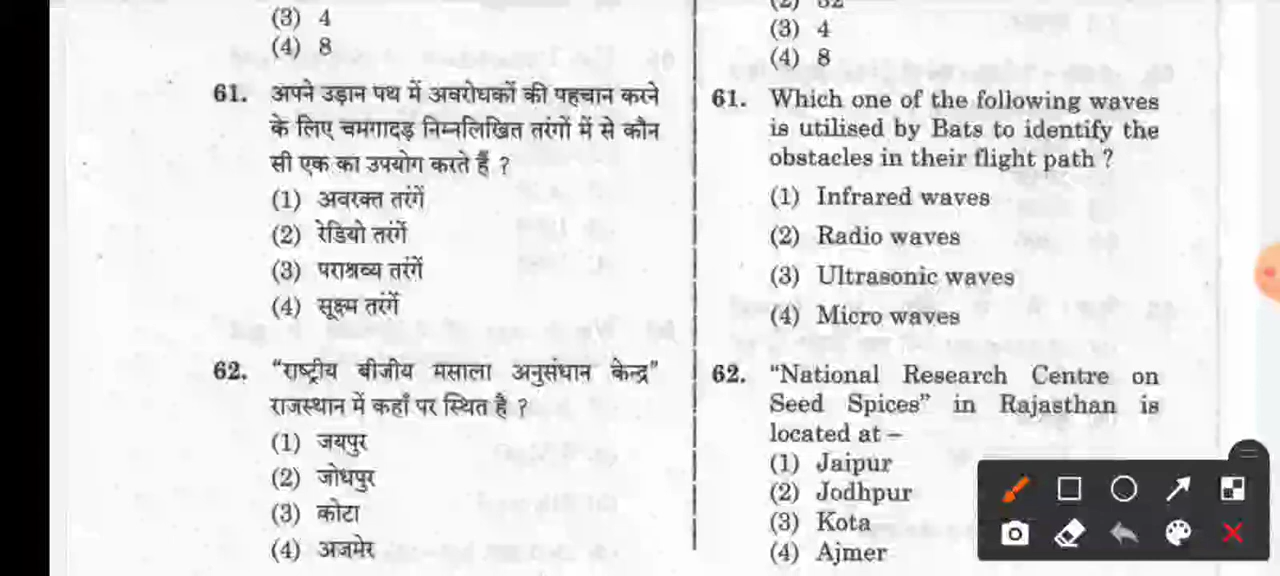 (3) 4
(4) 8
61. अपने उड़ान पथ में अवरोधकों की पहचान करने
के लिए चमगादड़ निम्नलिखित तरंगों में से कौन
सी एक का उपयोग करते हैं ?
(1) अवरक्त तरंगें
(2) रेडियो तरंगें
(3) पराश्रव्य तरंगें
(4) सूक्ष्म तरंगें
62. “राष्ट्रीय बीजीय मसाला अनुसंधान केन्द्र”
राजस्थान में कहाँ पर स्थित है ?
(1) जयपुर
(2) जोधपुर
(3) कोटा
(4) अजमेर
(2) 32
(3) 4
(4) 8
61. Which one of the following waves
is utilised by Bats to identify the
obstacles in their flight path ?
(1) Infrared waves
(2) Radio waves
(3) Ultrasonic waves
(4) Micro waves
62. “National Research Centre on
Seed Spices” in Rajasthan is
located at –
(1) Jaipur
(2) Jodhpur
(3) Kota
(4) Ajmer